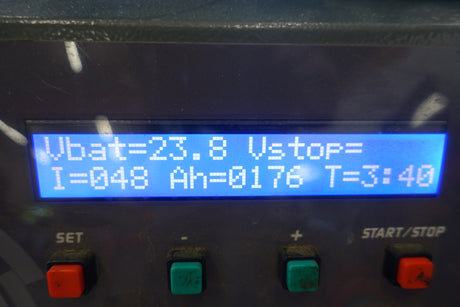 Vbat=23.8 Vstop=
I=048 Ah=0176 T=3:40
SET - + START/STOP